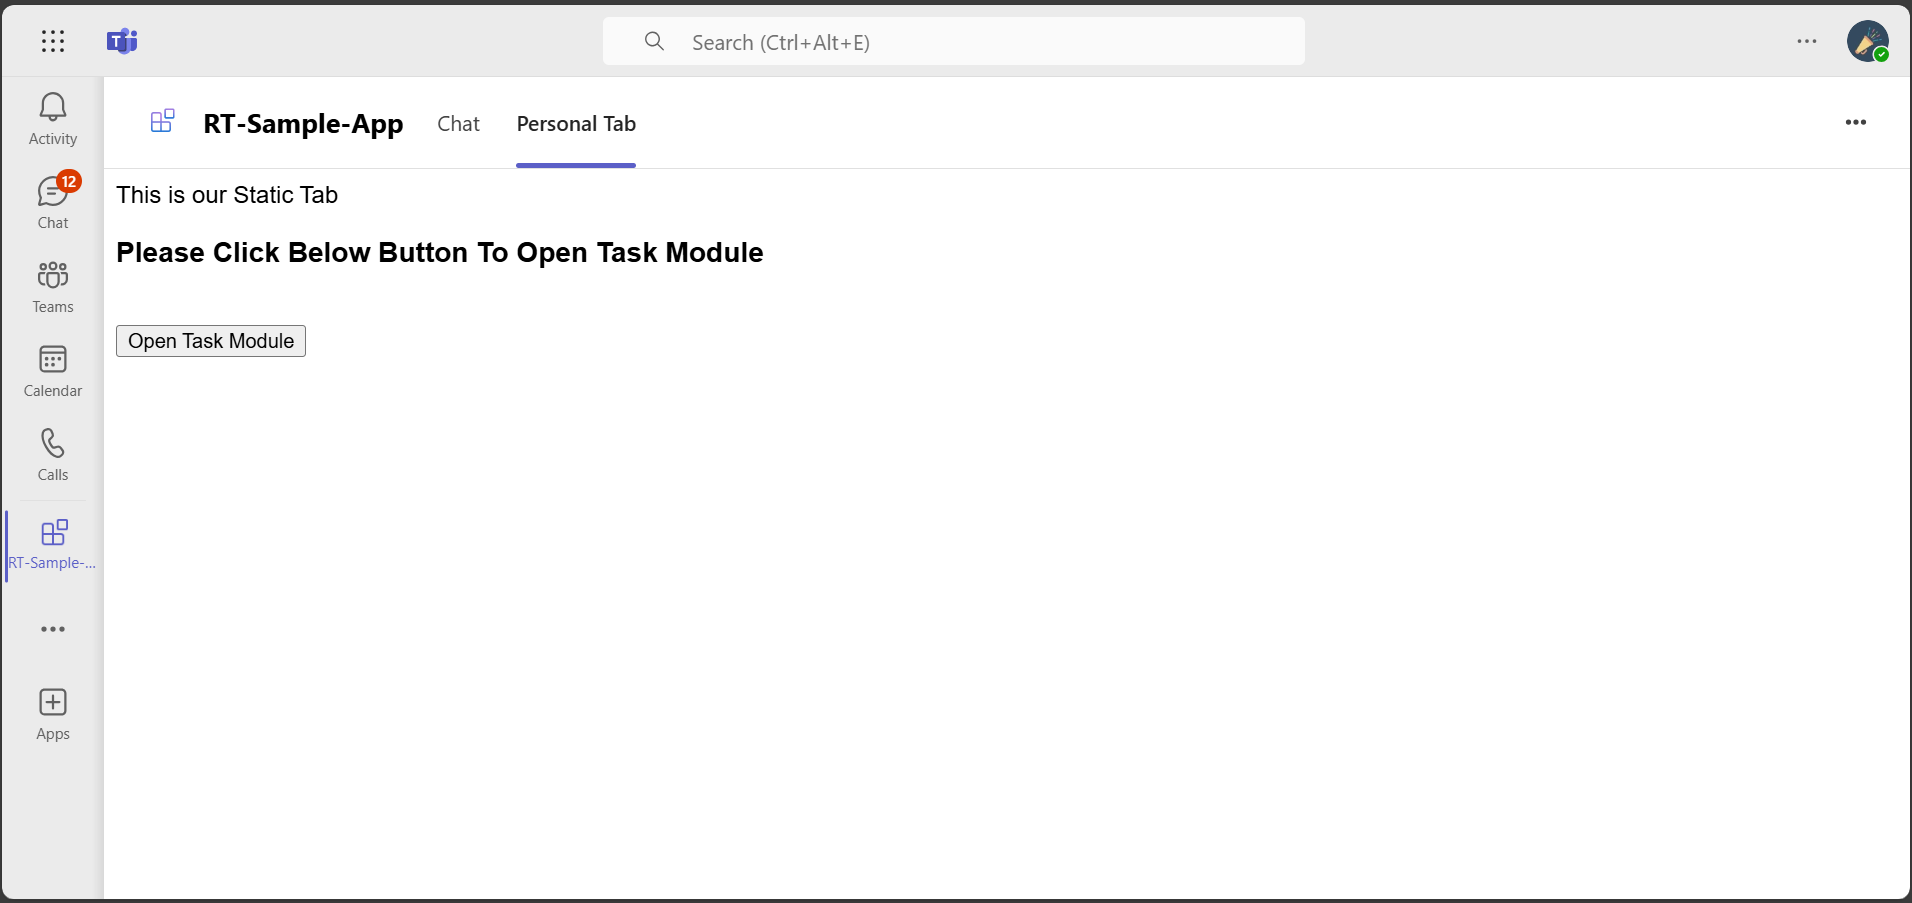 Search (Ctrl+Alt+E)
Activity
12
Chat
Teams
Calendar
Calls
RT-Sample-...
Apps
RT-Sample-App Chat Personal Tab
This is our Static Tab
Please Click Below Button To Open Task Module
Open Task Module